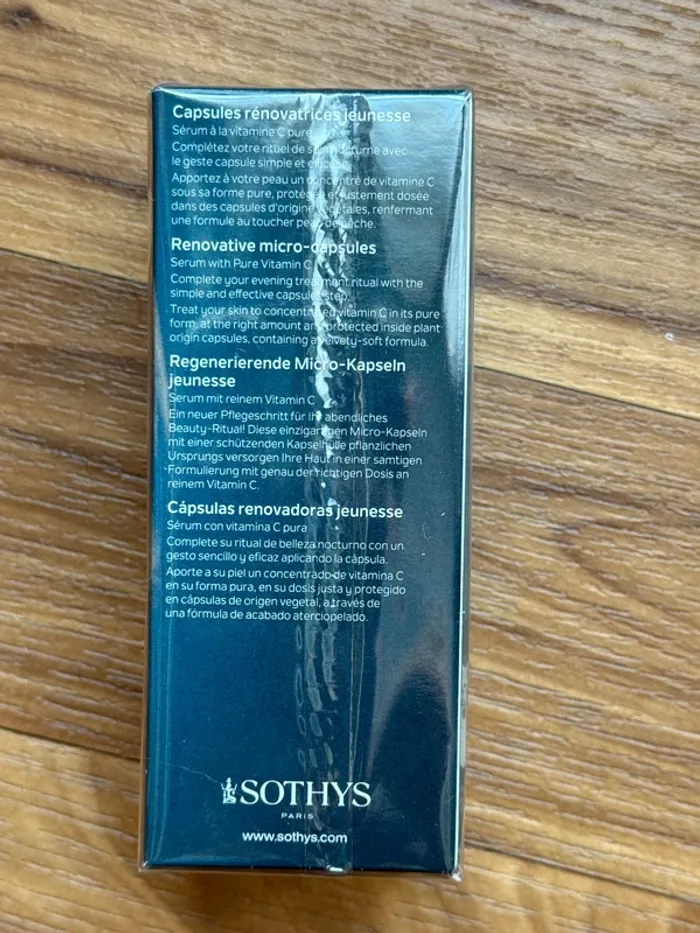 Capsules rénovatrices jeunesse
Sérum à la vitamine C pure
Complétez votre rituel de soin nocturne avec
le geste capsule simple et efficace.
Apportez à votre peau un concentré de vitamine C
sous sa forme pure, protégé et justement dosée
dans des capsules d'origine végétales, renfermant
une formule au toucher peau de pêche.
Renovative micro-capsules
Serum with Pure Vitamin C
Complete your evening treatment ritual with the
simple and effective capsules step.
Treat your skin to concentrated vitamin C in its pure
form, at the right amount and protected inside plant
origin capsules, containing a velvety-soft formula.
Regenerierende Micro-Kapseln
jeunesse
Serum mit reinem Vitamin C
Ein neuer Pflegeschritt für Ihr abendliches
Beauty-Ritual! Diese einzigartigen Micro-Kapseln
mit einer schützenden Kapselhülle pflanzlichen
Ursprungs versorgen Ihre Haut in einer samtigen
Formulierung mit genau der richtigen Dosis an
reinem Vitamin C.
Cápsulas renovadoras jeunesse
Sérum con vitamina C pura
Complete su ritual de belleza nocturno con un
gesto sencillo y eficaz aplicando la cápsula.
Aporte a su piel un concentrado de vitamina C
en su forma pura, en su dosis justa y protegido
en cápsulas de origen vegetal, a través de
una fórmula de acabado aterciopelado.
SOTHYS
PARIS
www.sothys.com